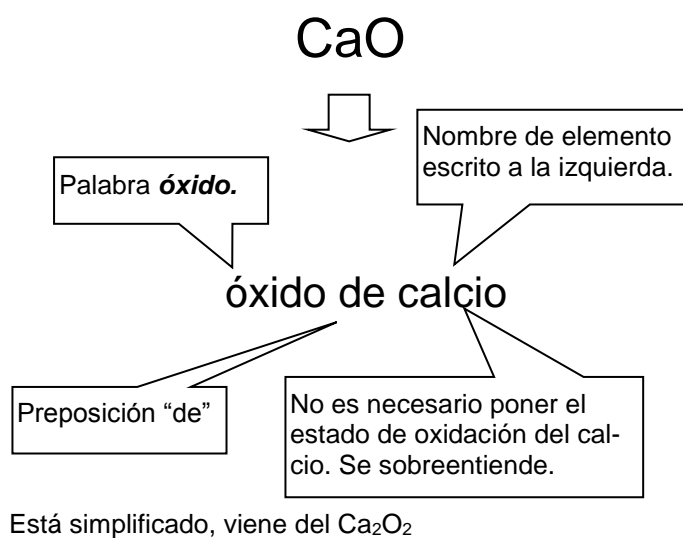 CaO
Nombre de elemento
escrito a la izquierda.
Palabra óxido.
óxido de calcio
Preposición “de”
No es necesario poner el
estado de oxidación del cal-
cio. Se sobreentiende.
Está simplificado, viene del Ca₂O₂